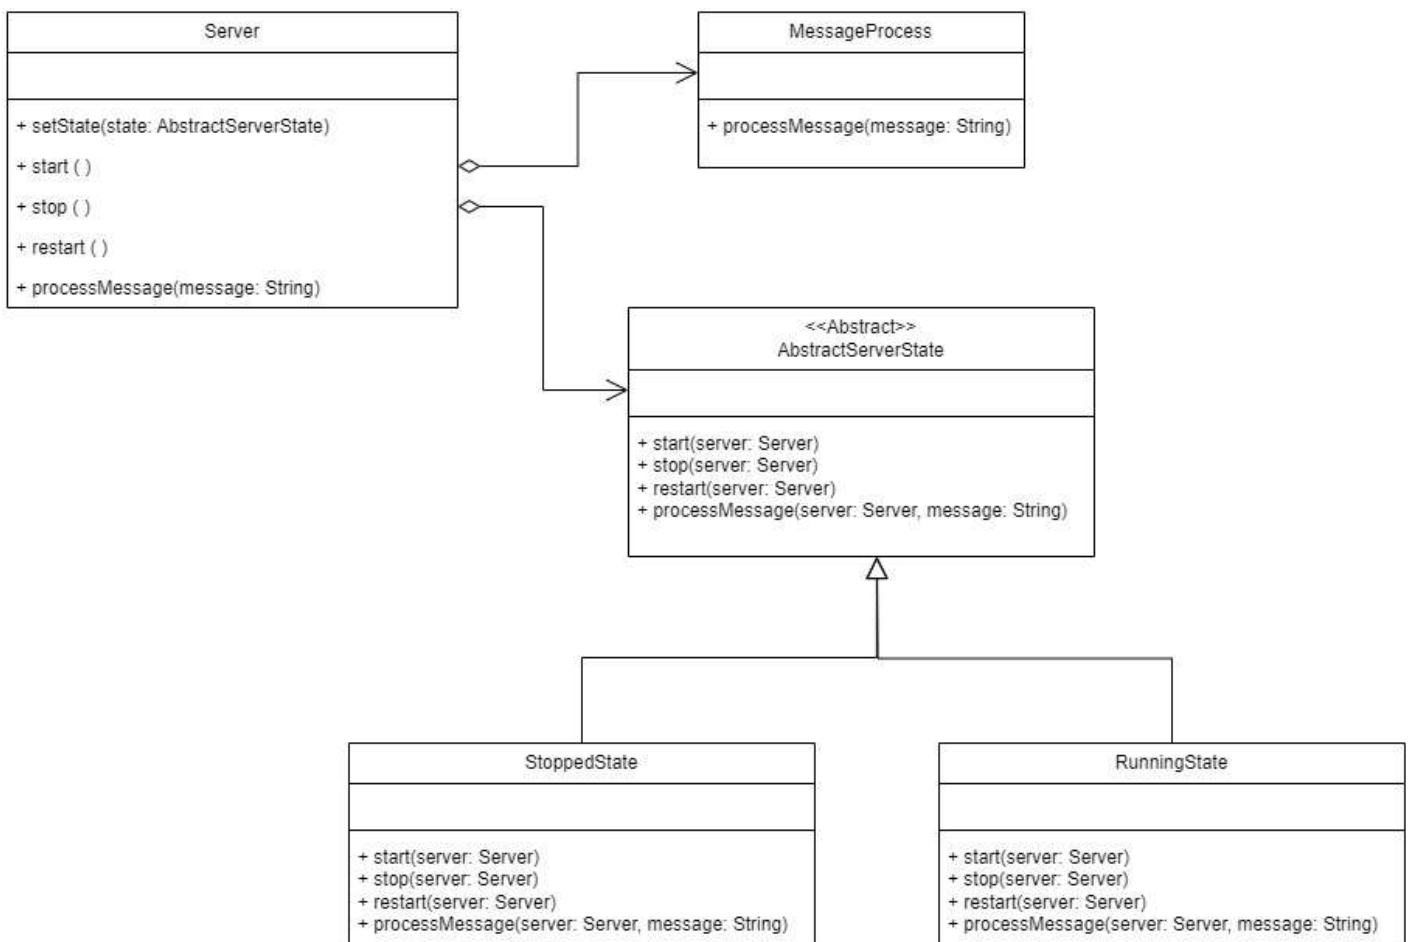 Server
+ setState(state: AbstractServerState)
+ start ( )
+ stop ( )
+ restart ( )
+ processMessage(message: String)
MessageProcess
+ processMessage(message: String)
<<Abstract>>
AbstractServerState
+ start(server: Server)
+ stop(server: Server)
+ restart(server: Server)
+ processMessage(server: Server, message: String)
StoppedState
+ start(server: Server)
+ stop(server: Server)
+ restart(server: Server)
+ processMessage(server: Server, message: String)
RunningState
+ start(server: Server)
+ stop(server: Server)
+ restart(server: Server)
+ processMessage(server: Server, message: String)